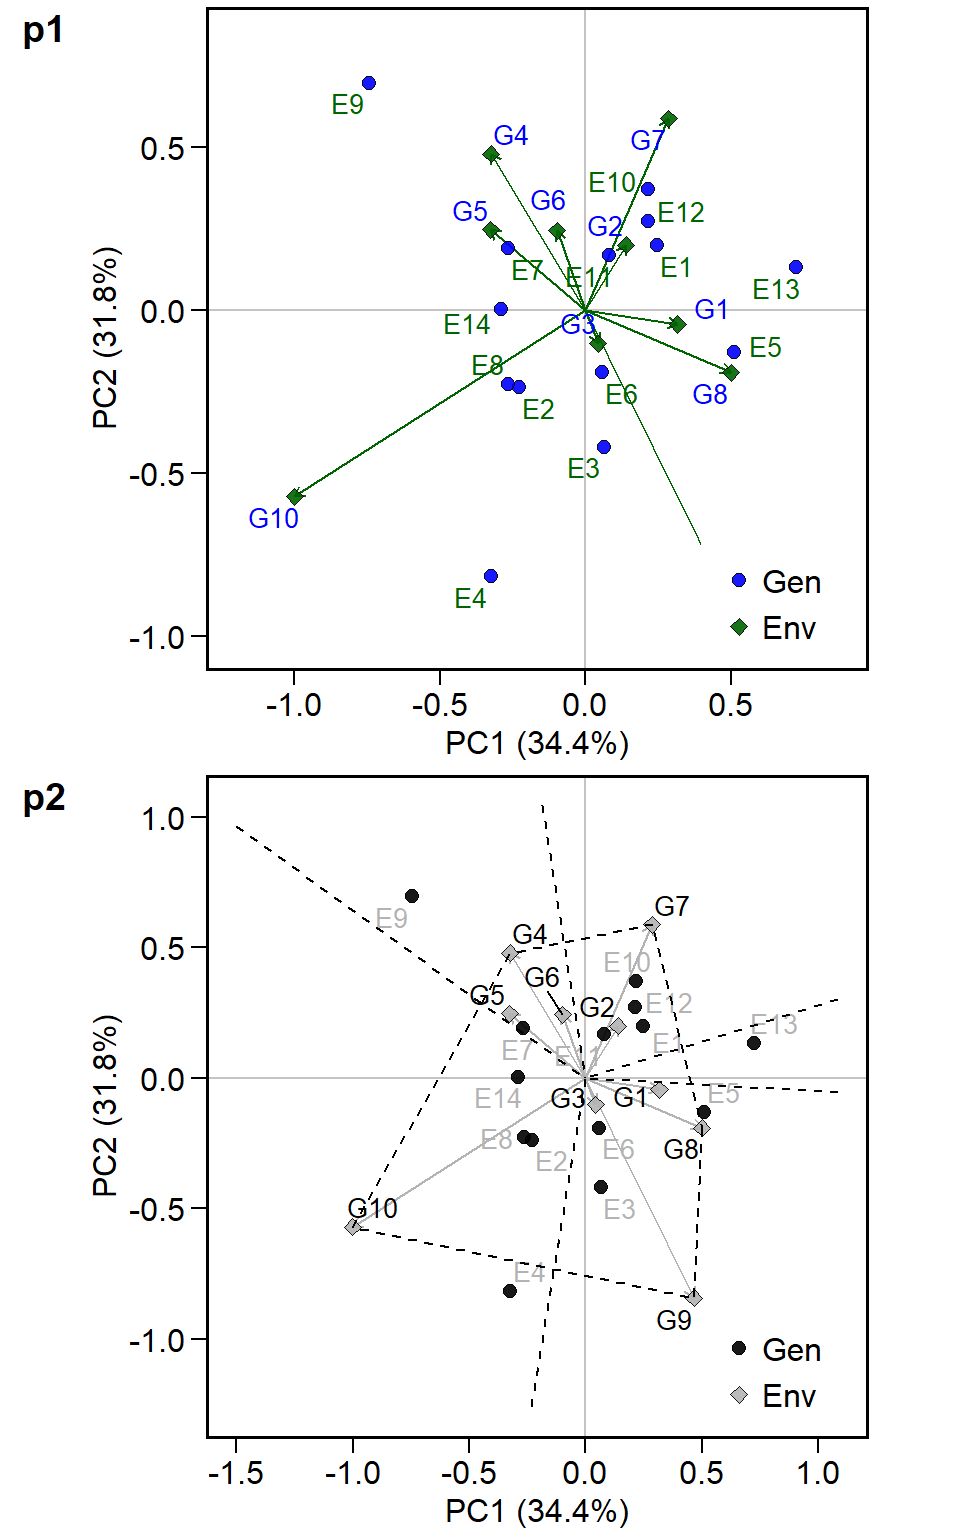 p1
E9
G4
G7
0.5
E10
G6
G5
E12
G2
E7
E11
E1
E13
0.0
G3
G1
E14
E5
E8
G8
E6
E2
E3
-0.5
G10
Gen
E4
Env
-1.0
-1.0
-0.5
0.0
0.5
PC1 (34.4%)
PC2 (31.8%)
p2
1.0
E9
G7
G4
0.5
E10
G6
G5
E12
G2
E13
E7
E11
E1
0.0
E14
G3
G1
E5
E8
E2
E6
G8
G10
E3
-0.5
E4
G9
-1.0
Gen
Env
-1.5
-1.0
-0.5
0.0
0.5
1.0
PC1 (34.4%)
PC2 (31.8%)